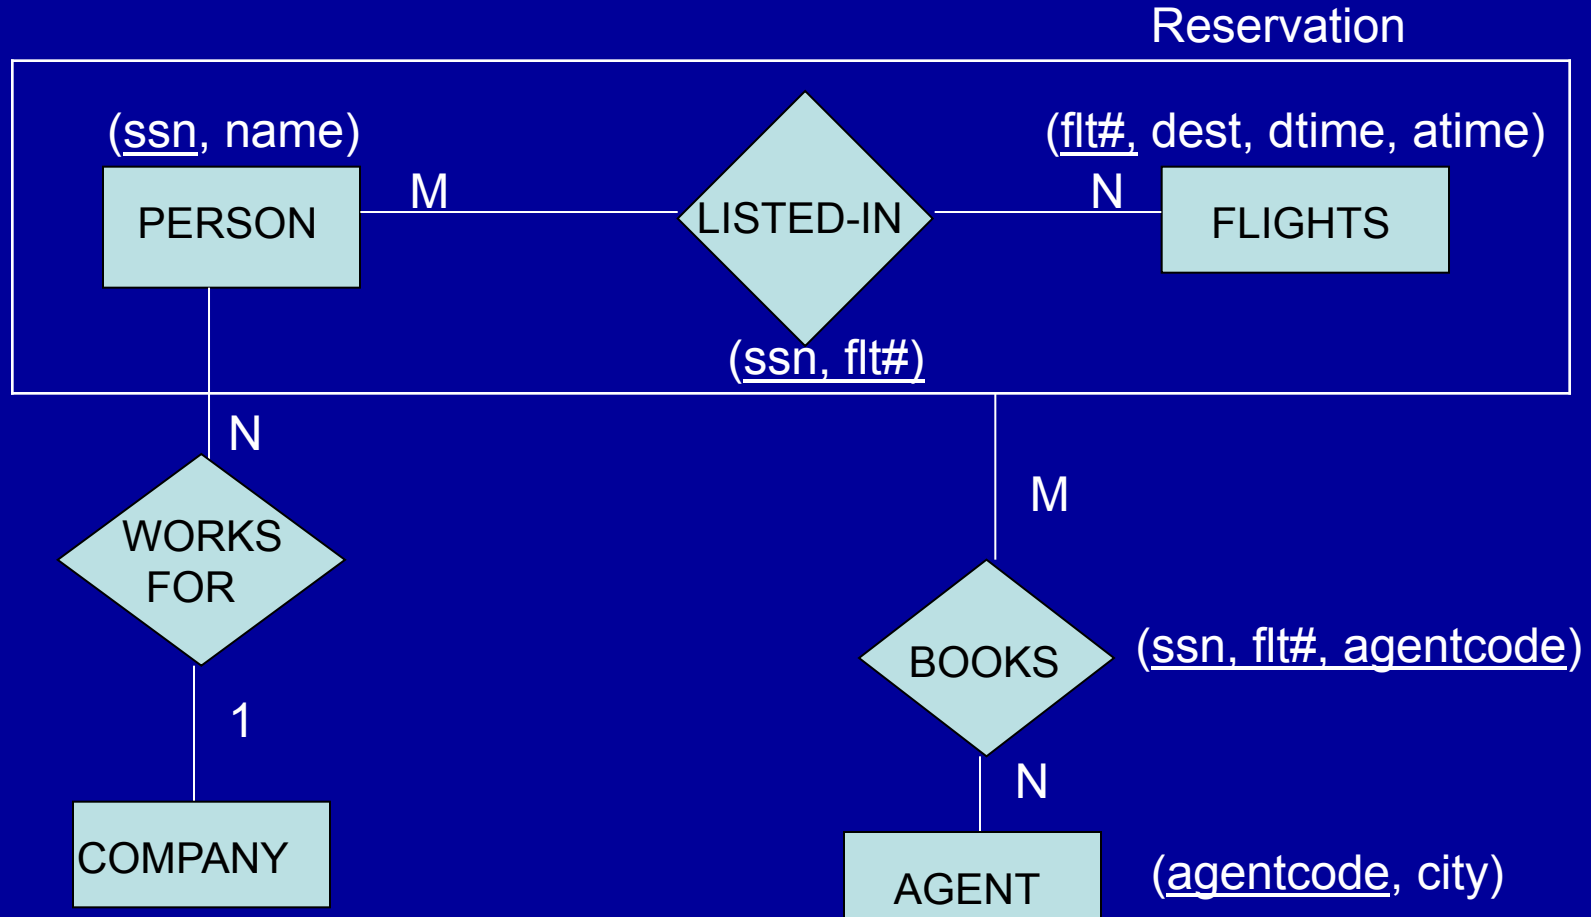 Reservation
(ssn, name)
(flt#, dest, dtime, atime)
PERSON
M
LISTED-IN
N
FLIGHTS
(ssn, flt#)
N
M
WORKS
FOR
BOOKS
(ssn, flt#, agentcode)
1
N
COMPANY
AGENT
(agentcode, city)